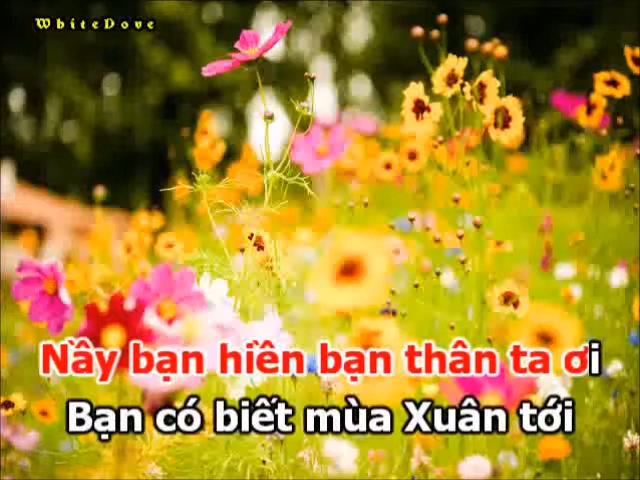 WhiteDove
Nầy bạn hiền bạn thân ta ơi
Bạn có biết mùa Xuân tới